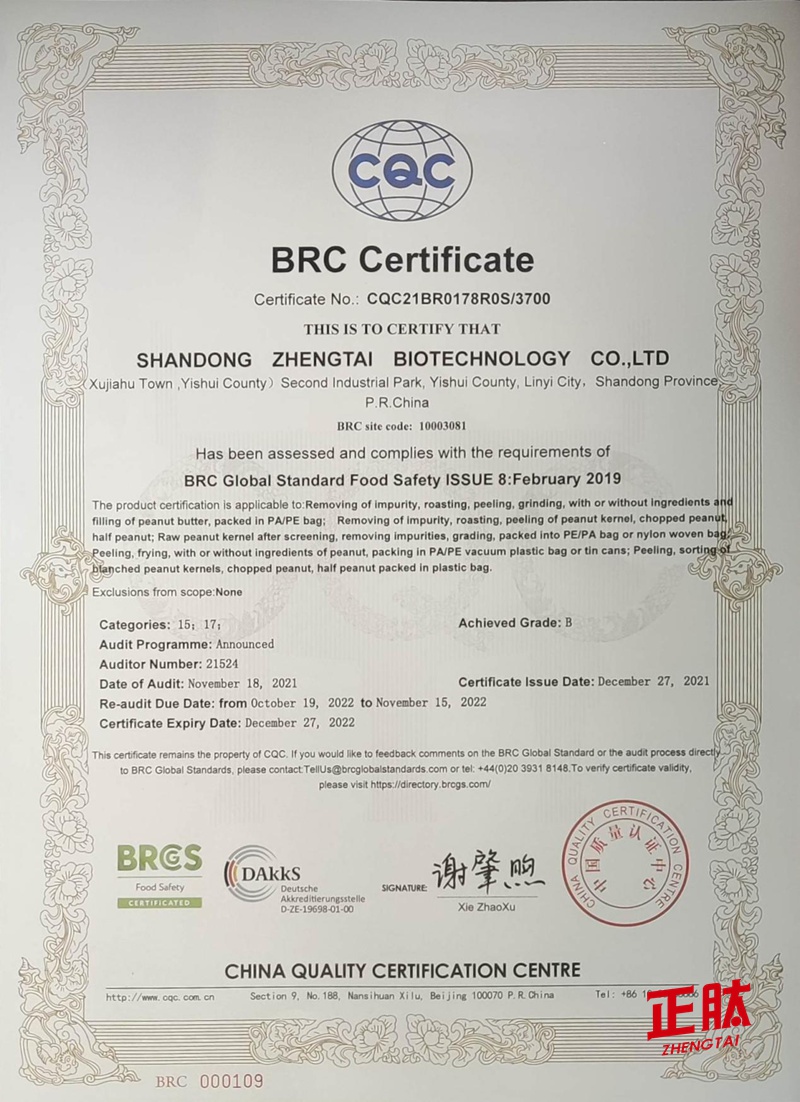 CQC
BRC Certificate
Certificate No.: CQC21BR0178R0S/3700
THIS IS TO CERTIFY THAT
SHANDONG ZHENGTAI BIOTECHNOLOGY CO.,LTD
(Xujiahu Town ,Yishui County) Second Industrial Park, Yishui County, Linyi City, Shandong Province
P.R.China
BRC site code: 10003081
Has been assessed and complies with the requirements of
BRC Global Standard Food Safety ISSUE 8:February 2019
The product certification is applicable to:Removing of impurity, roasting, peeling, grinding, with or without ingredients and
filling of peanut butter, packed in PA/PE bag; Removing of impurity, roasting, peeling of peanut kernel, chopped peanut,
half peanut; Raw peanut kernel after screening, removing impurities, grading, packed into PE/PA bag or nylon woven bag;
Peeling, frying, with or without ingredients of peanut, packing in PA/PE vacuum plastic bag or tin cans; Peeling, sorting of
blanched peanut kernels, chopped peanut, half peanut packed in plastic bag.
Exclusions from scope:None
Categories: 15; 17;
Achieved Grade: B
Audit Programme: Announced
Auditor Number: 21524
Date of Audit: November 18, 2021
Certificate Issue Date: December 27, 2021
Re-audit Due Date: from October 19, 2022 to November 15, 2022
Certificate Expiry Date: December 27, 2022
This certificate remains the property of CQC. If you would like to feedback comments on the BRC Global Standard or the audit process directly
to BRC Global Standards, please contact:TellUs@brcglobalstandards.com or tel: +44(0)20 3931 8148.To verify certificate validity,
please visit https://directory.brcgs.com/
BRCGS
Food Safety
CERTIFICATED
DAkkS
Deutsche
Akkreditierungsstelle
D-ZE-19698-01-00
SIGNATURE:
谢肇煦
Xie ZhaoXu
CHINA QUALITY CERTIFICATION CENTRE
中国质量认证中心
CHINA QUALITY CERTIFICATION CENTRE
http://www.cqc.com.cn Section 9, No.188, Nansihuan Xilu, Beijing 100070 P.R.China Tel: +86
正肽
ZHENGTAI
BRC 000109